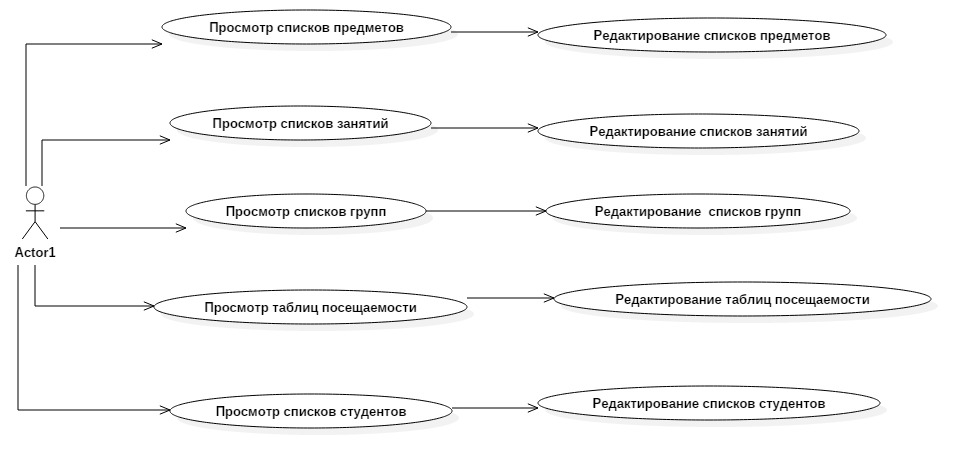 Просмотр списков предметов
Редактирование списков предметов
Просмотр списков занятий
Редактирование списков занятий
Просмотр списков групп
Редактирование  списков групп
Actor1
Просмотр таблиц посещаемости
Редактирование таблиц посещаемости
Просмотр списков студентов
Редактирование списков студентов